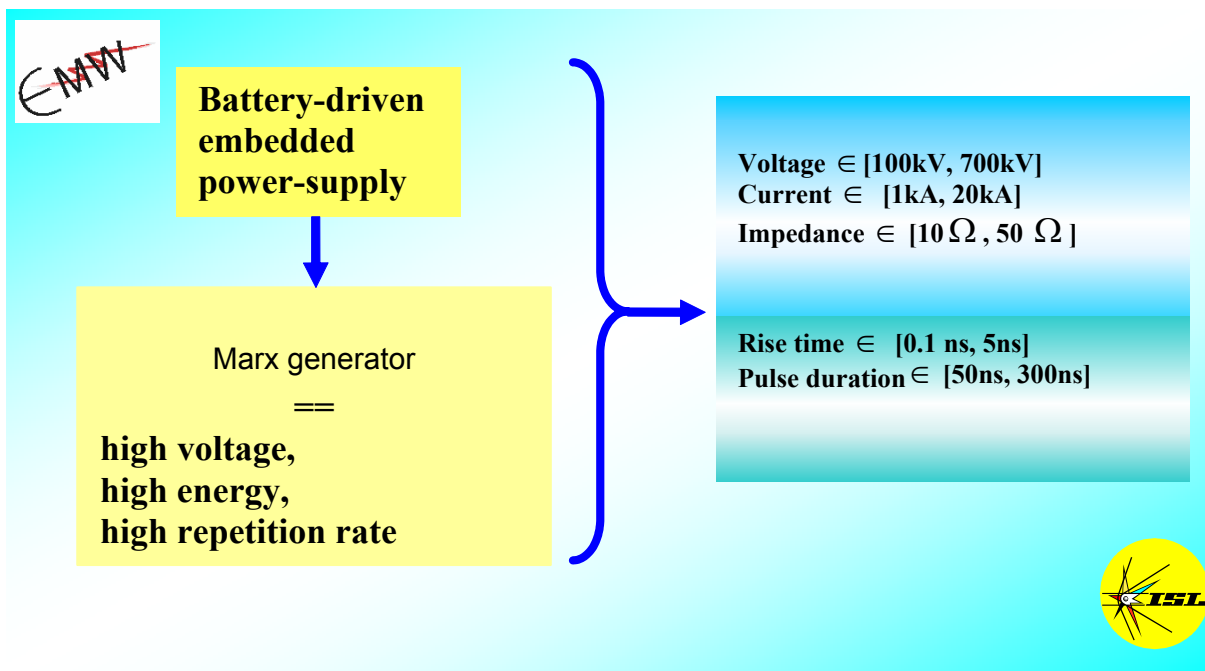 EMW
Battery-driven
embedded
power-supply
Marx generator
==
high voltage,
high energy,
high repetition rate
Voltage ∈ [100kV, 700kV]
Current ∈ [1kA, 20kA]
Impedance ∈ [10 Ω , 50 Ω ]
Rise time ∈ [0.1 ns, 5ns]
Pulse duration ∈ [50ns, 300ns]
ISL